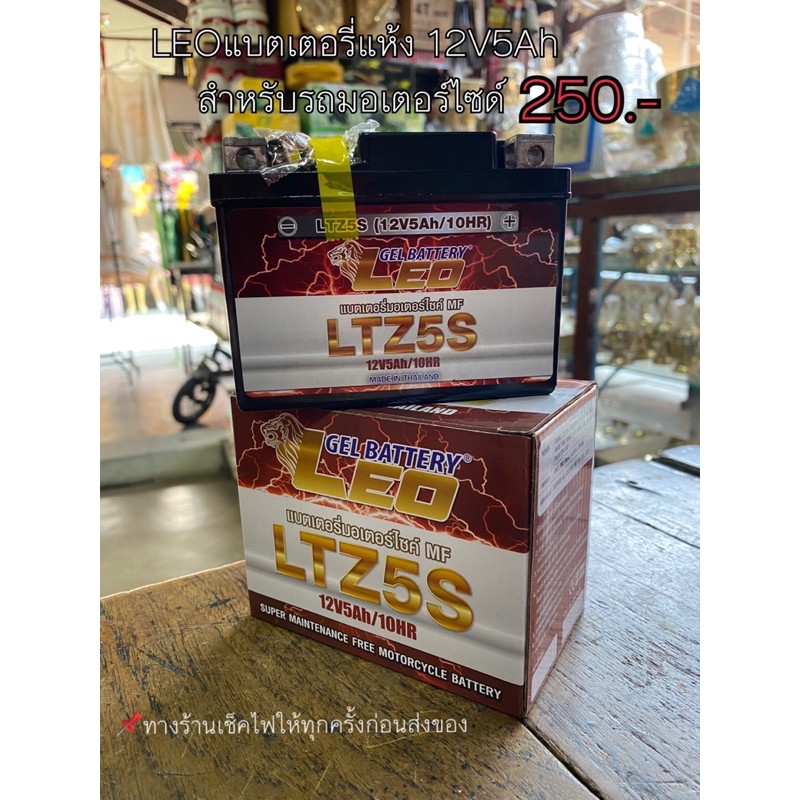 LEOแบตเตอรี่แห้ง 12V5Ah
สำหรับรถมอเตอร์ไซด์ 250.-
4T
LTZ5S (12V5Ah/10HR)
GEL BATTERY®
LEO
แบตเตอรี่มอเตอร์ไซค์ MF
LTZ5S
12V5Ah/10HR
MADE IN THAILAND
THAILAND
GEL BATTERY®
LEO
แบตเตอรี่มอเตอร์ไซค์ MF
LTZ5S
12V5Ah/10HR
SUPER MAINTENANCE FREE MOTORCYCLE BATTERY
📌ทางร้านเช็คไฟให้ทุกครั้งก่อนส่งของ